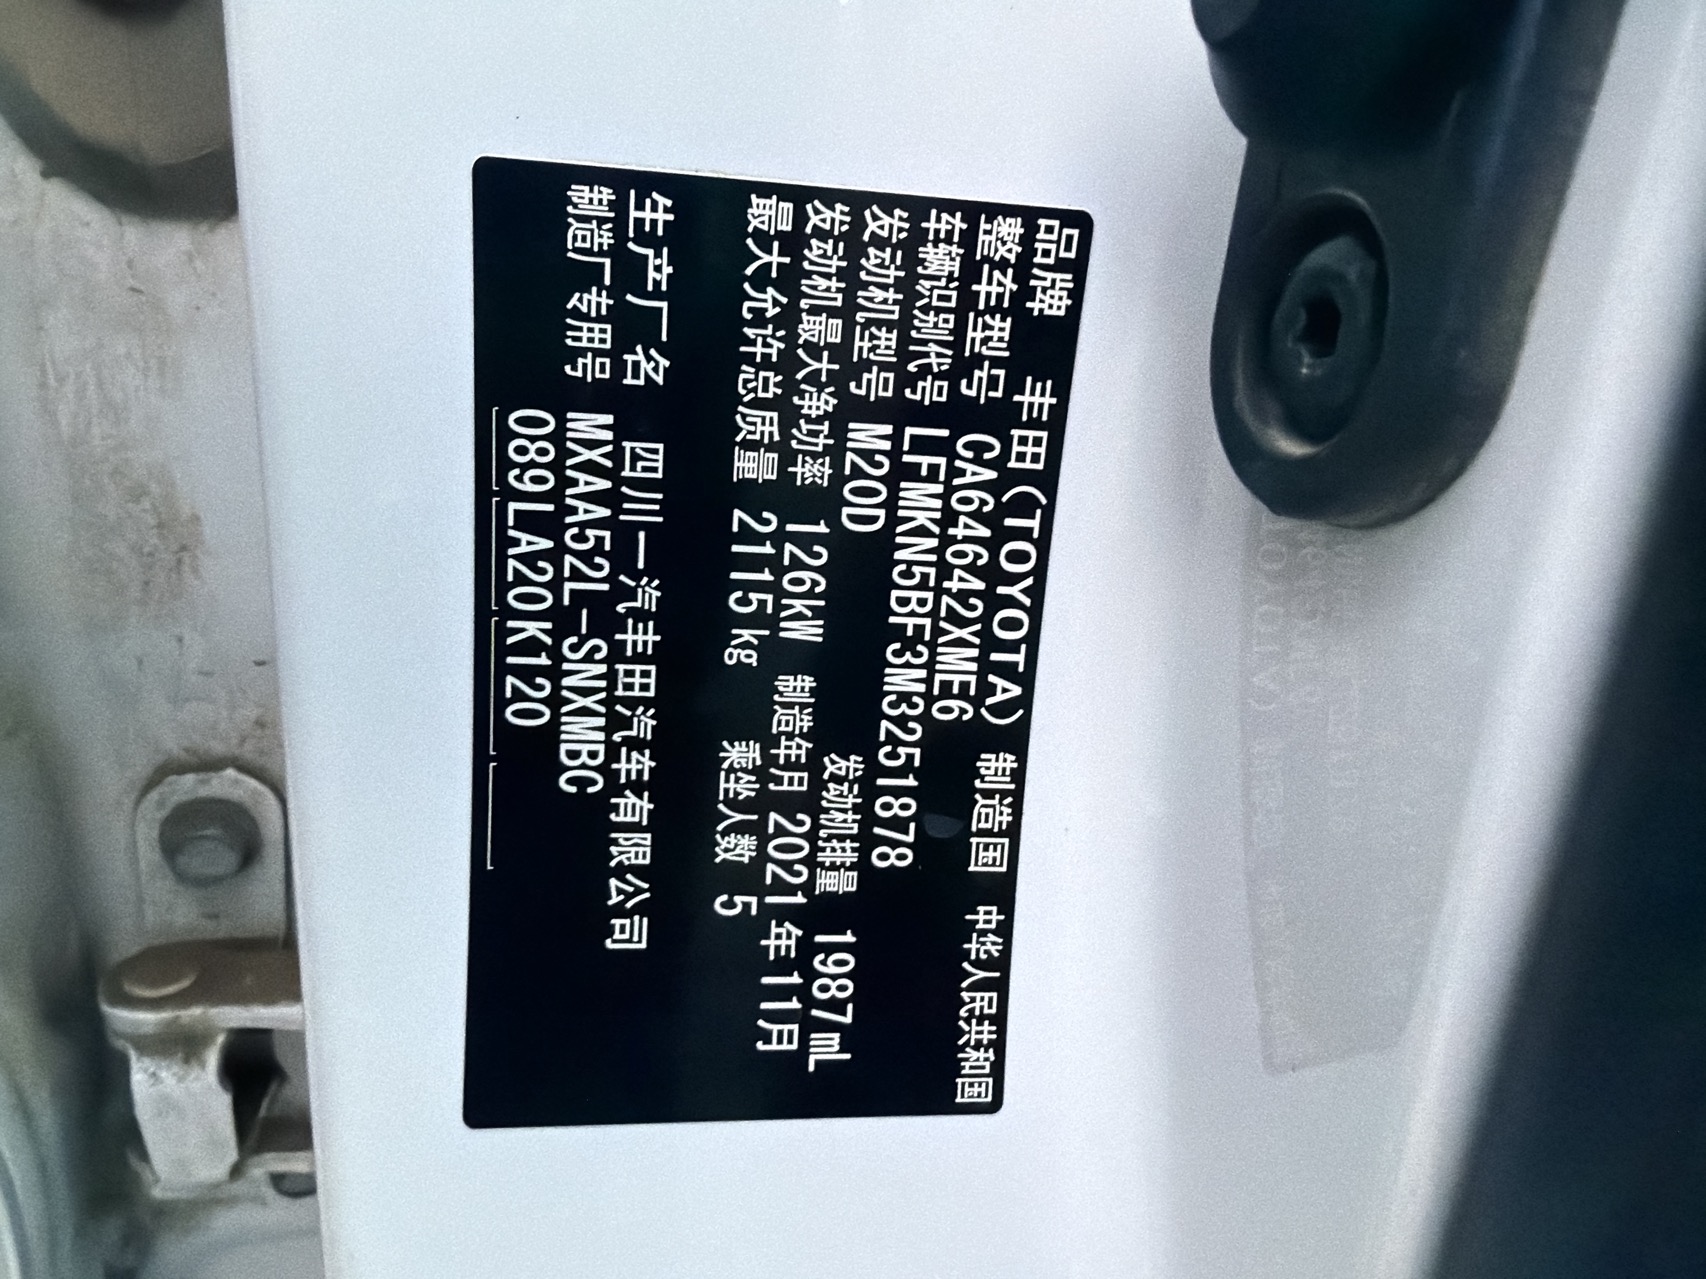 品牌 丰田(TOYOTA) 制造国 中华人民共和国
整车型号 CA64642XME6
车辆识别代号 LFMKN5BF3M3251878
发动机型号 M20D 发动机排量 1987mL
发动机最大净功率 126kW 制造年月 2021年11月
最大允许总质量 2115kg 乘坐人数 5
生产厂名 四川一汽丰田汽车有限公司
制造厂专用号 MXAA52L-SNXMBC
089LA20K120